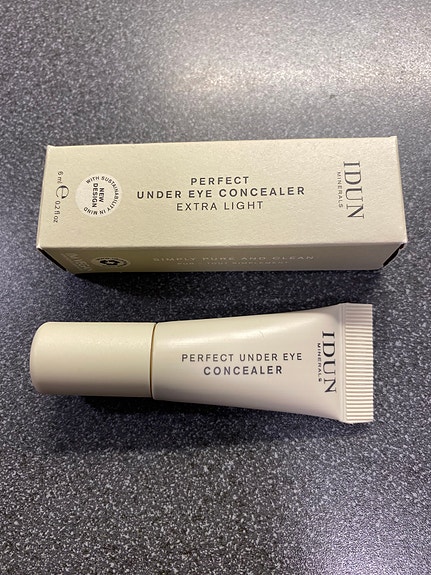 PERFECT
UNDER EYE CONCEALER
EXTRA LIGHT
IDUN
MINERALS
NEW
DESIGN
WITH SUSTAINABILITY IN MIND
6 ml ℮ 0.2 fl.oz
SIMPLY PURE AND CLEAN
PERFECT UNDER EYE
CONCEALER
IDUN
MINERALS